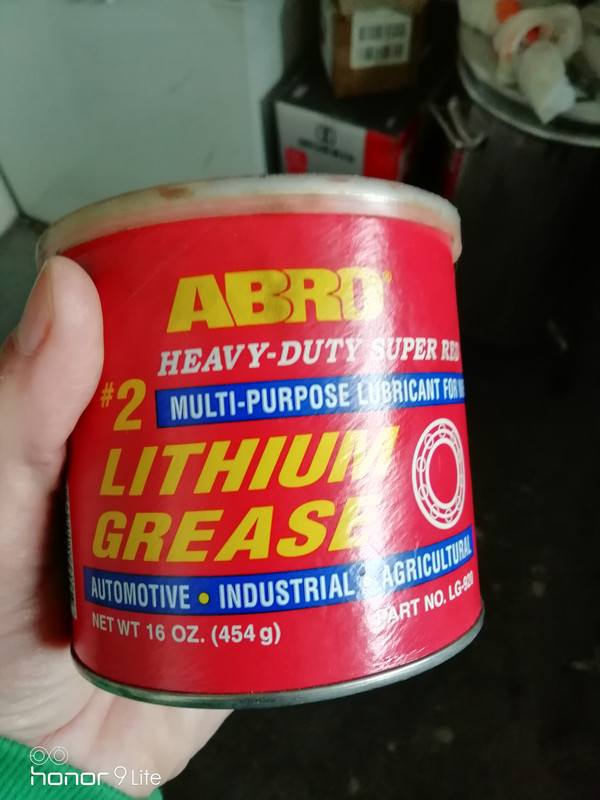 ABRO®
HEAVY-DUTY SUPER RED
#2
MULTI-PURPOSE LUBRICANT FOR
LITHIUM
GREASE
AUTOMOTIVE • INDUSTRIAL • AGRICULTURAL
NET WT 16 OZ. (454 g)
PART NO. LG-920
honor 9 Lite